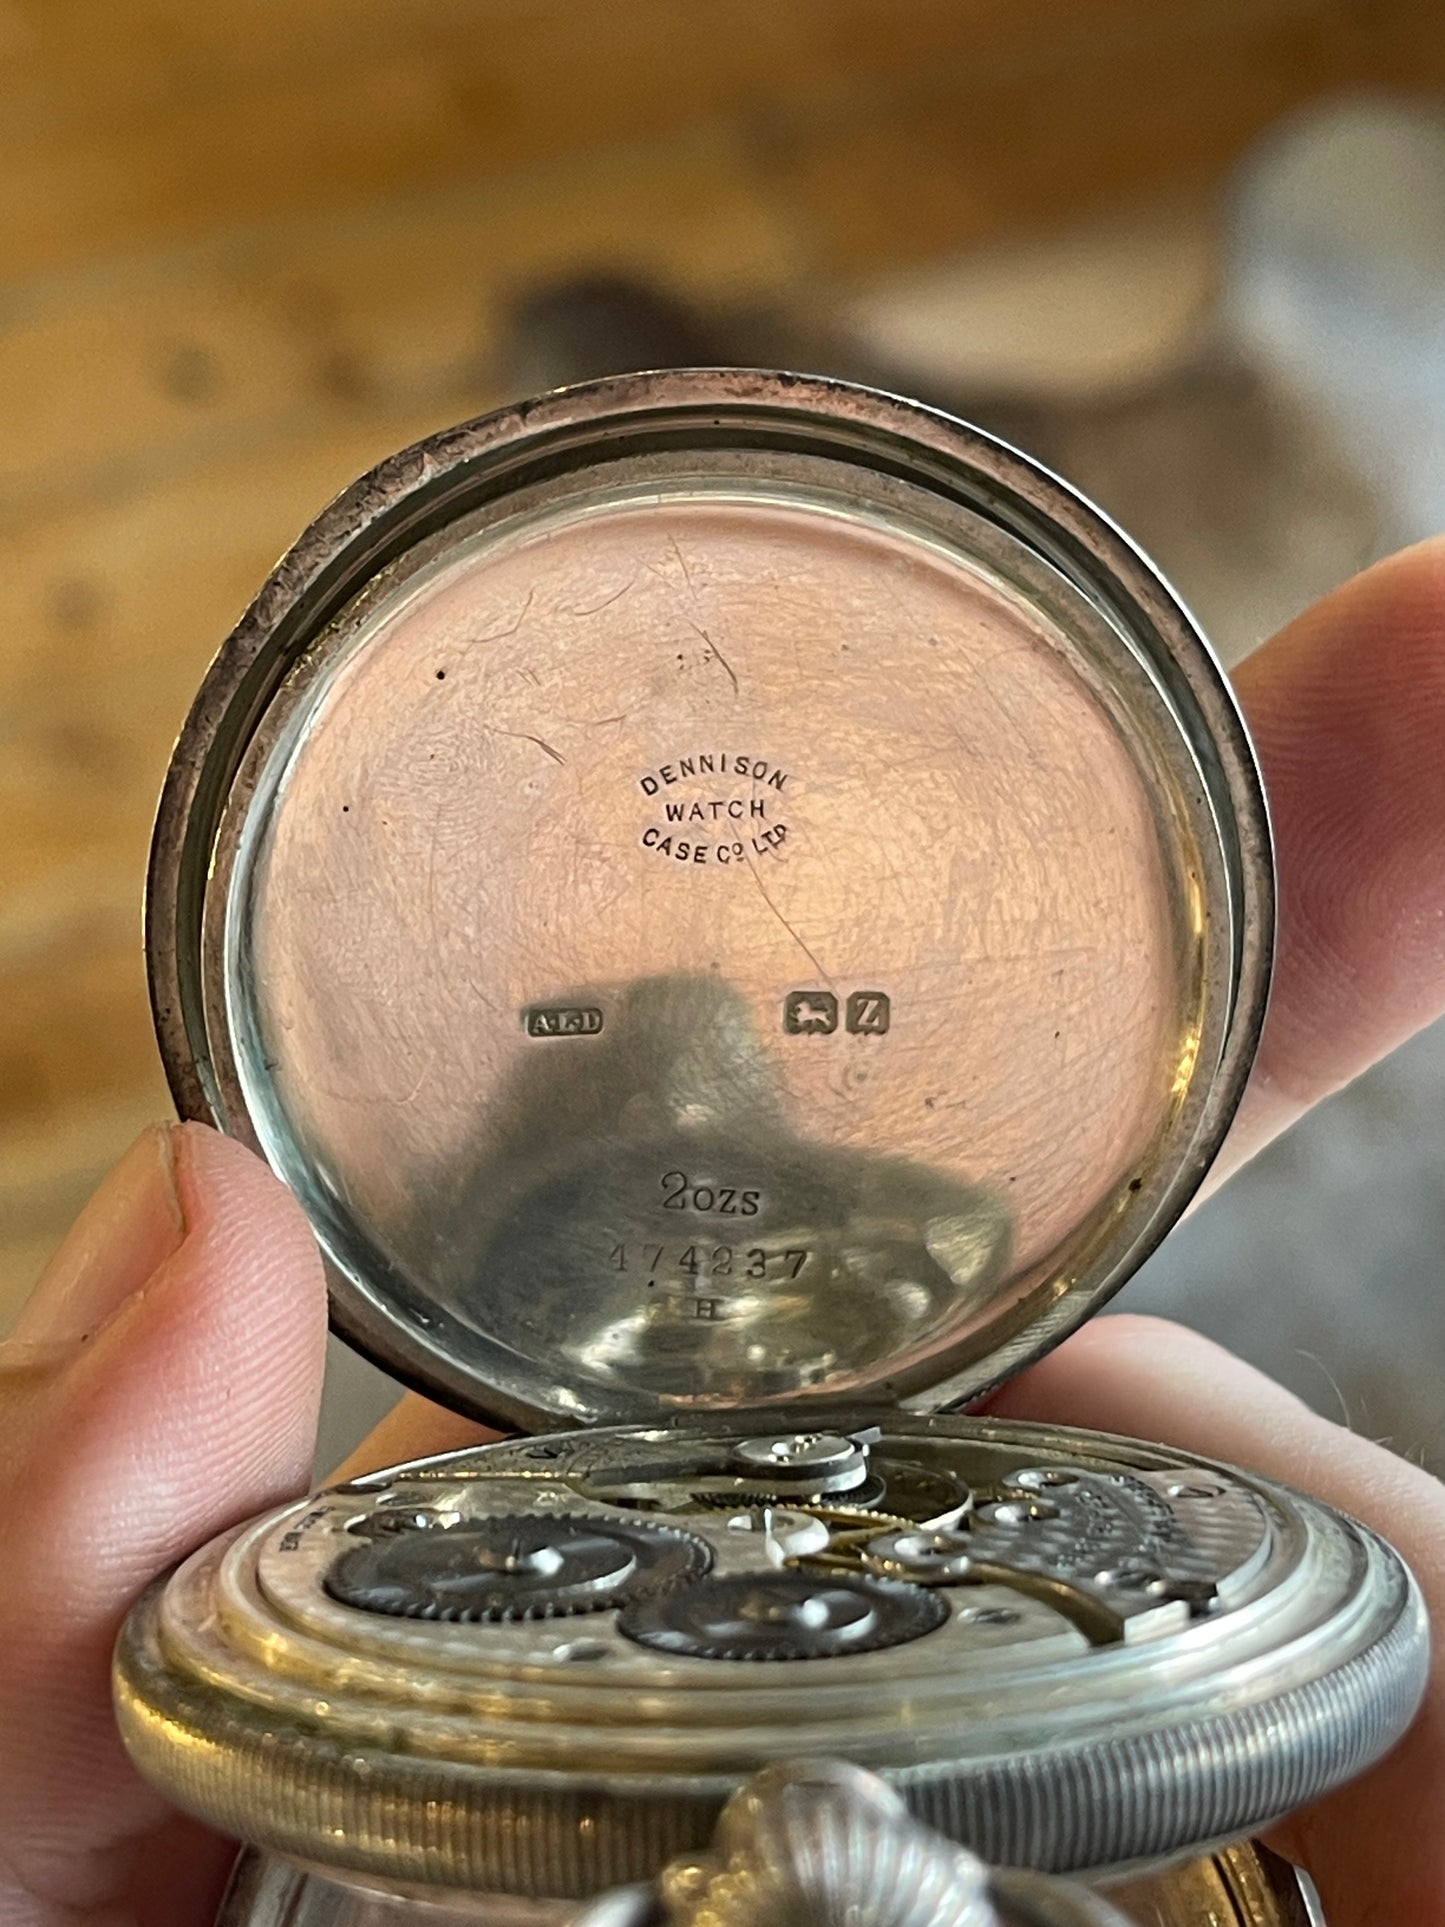 DENNISON
WATCH
CASE Cº LTD
A.L.D
Z
2ozs
474237
H